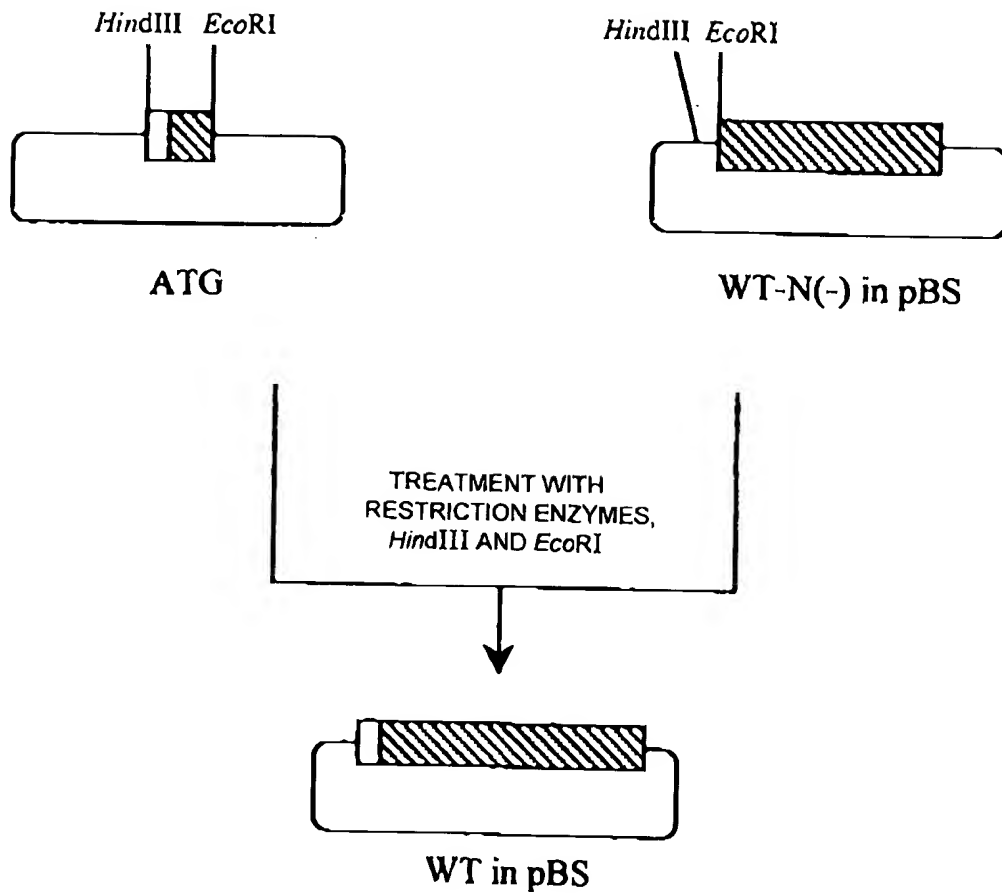 HindIII EcoRI
HindIII EcoRI
ATG
WT-N(-) in pBS
TREATMENT WITH
RESTRICTION ENZYMES,
HindIII AND EcoRI
WT in pBS